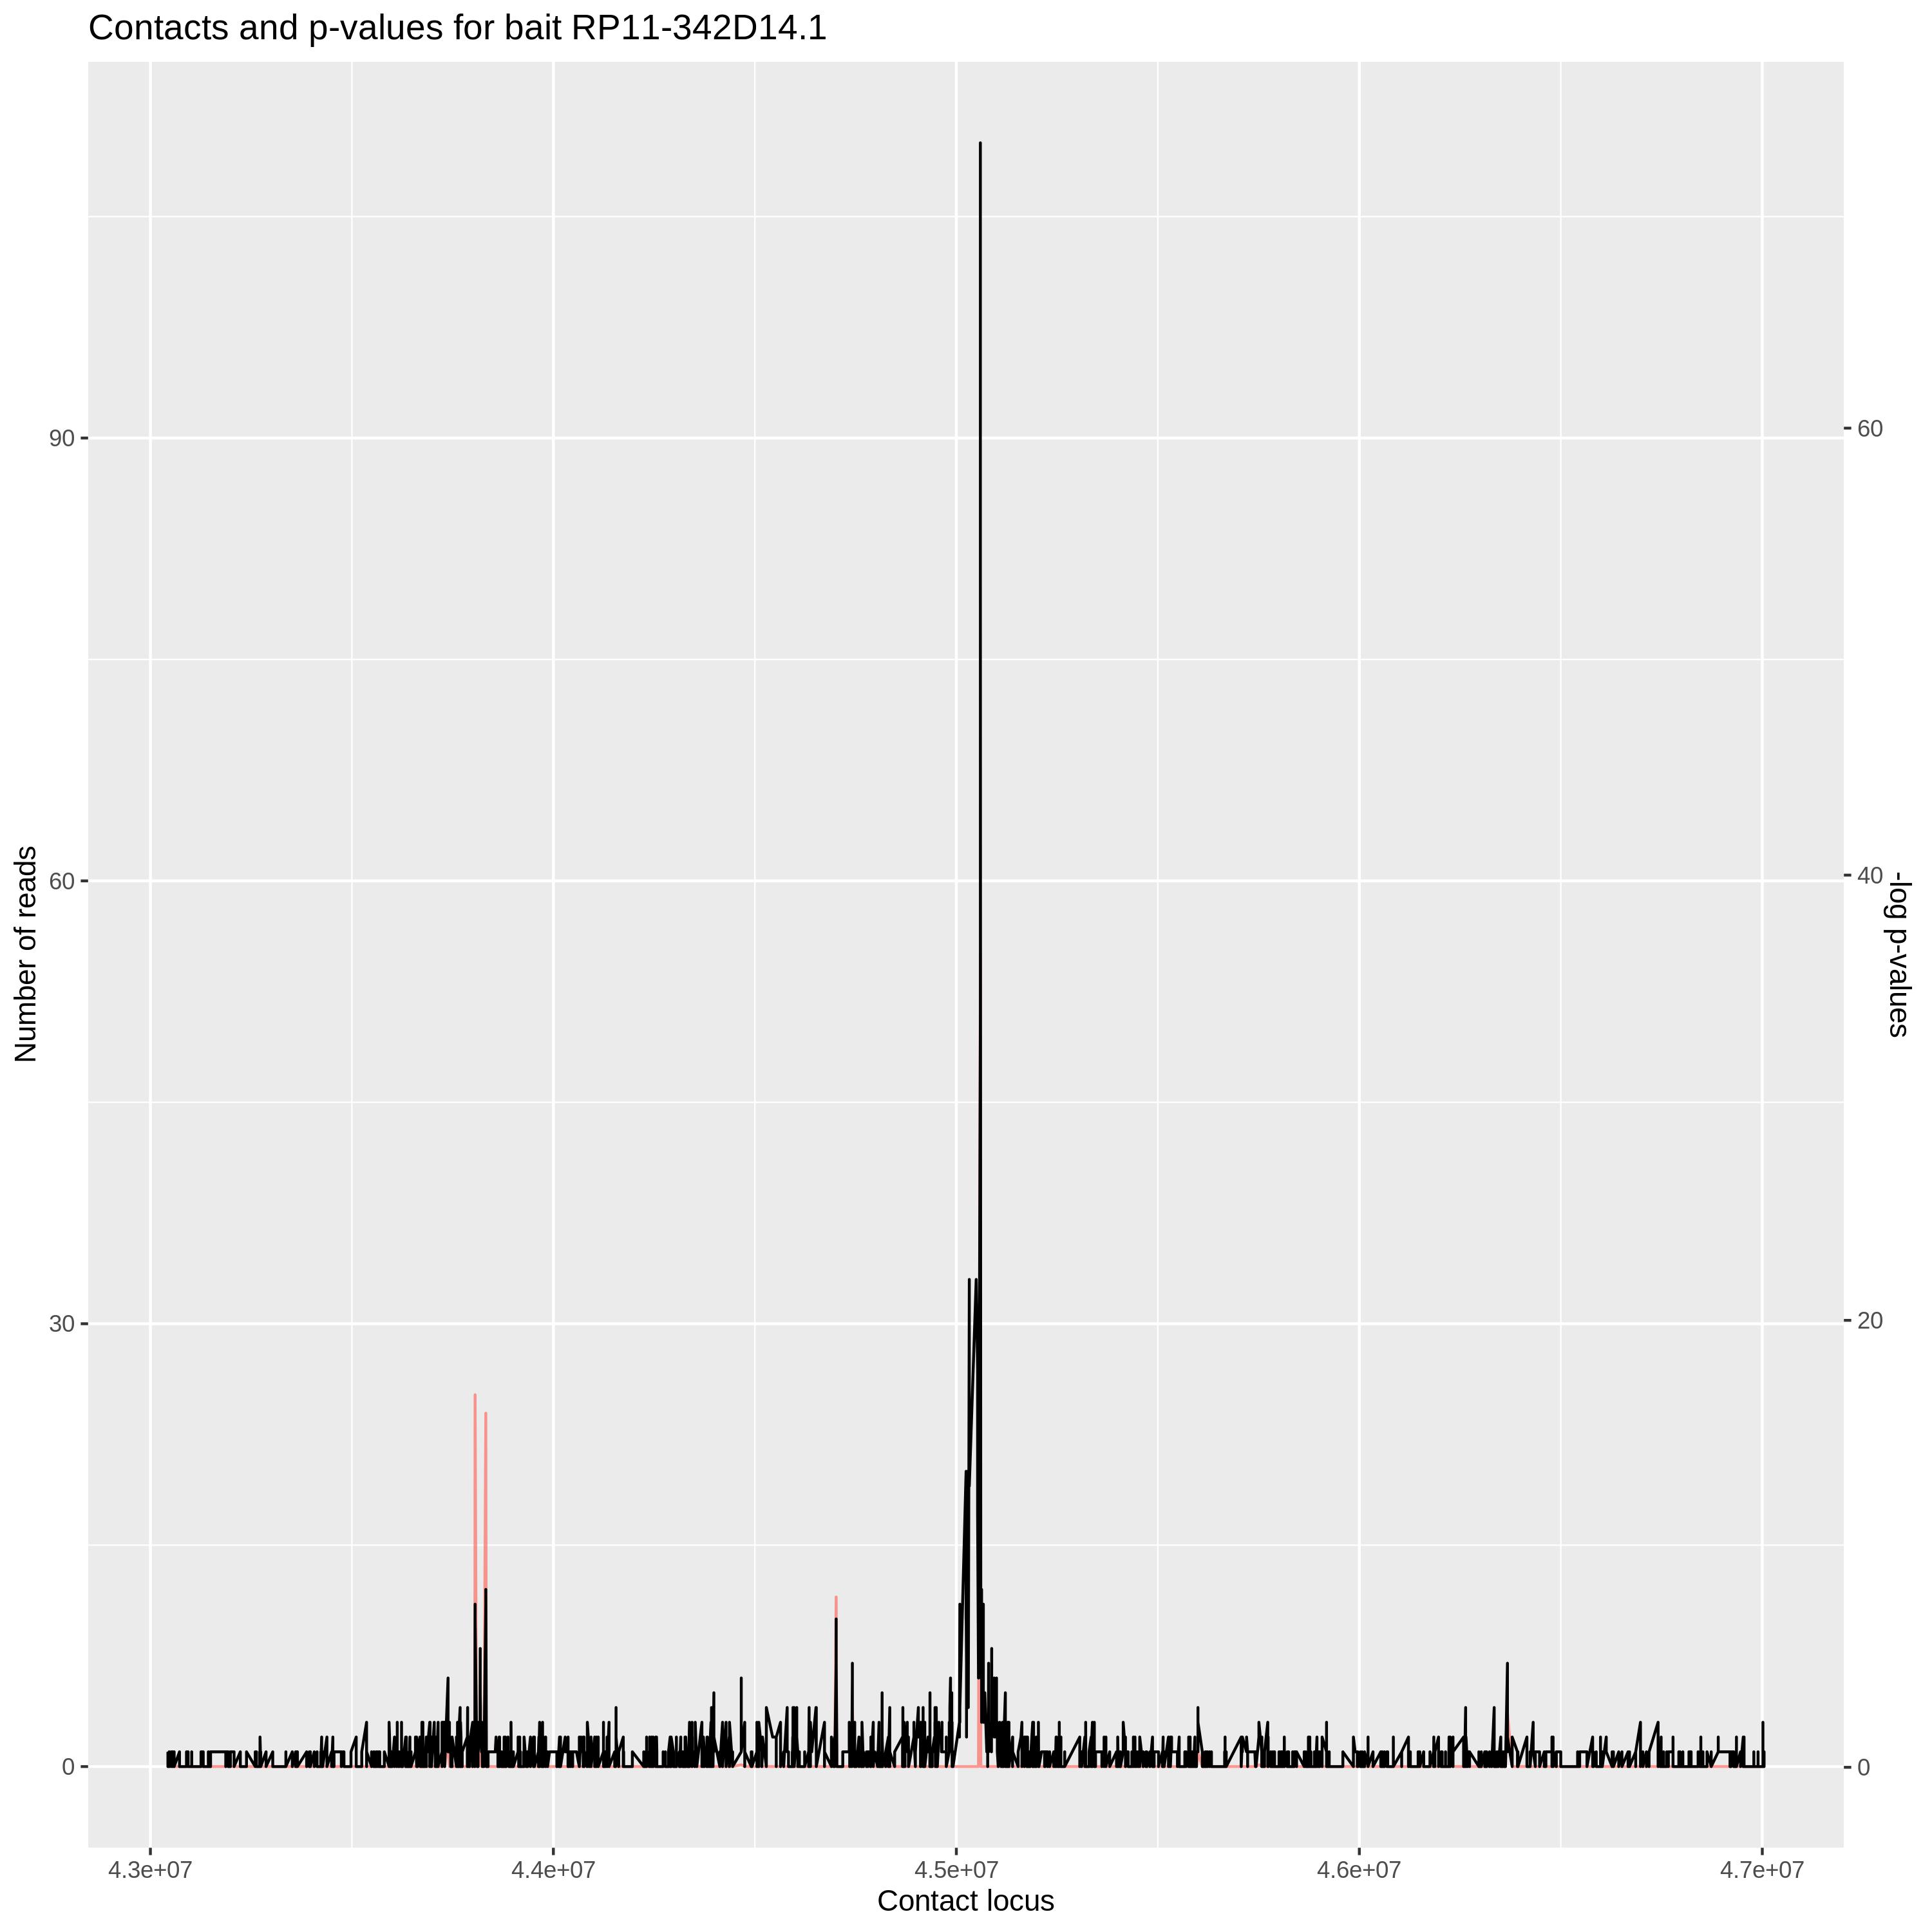 Contacts and p-values for bait RP11-342D14.1
90
60
30
0
Number of reads
60
40
20
0
-log p-values
4.3e+07 4.4e+07 4.5e+07 4.6e+07 4.7e+07
Contact locus